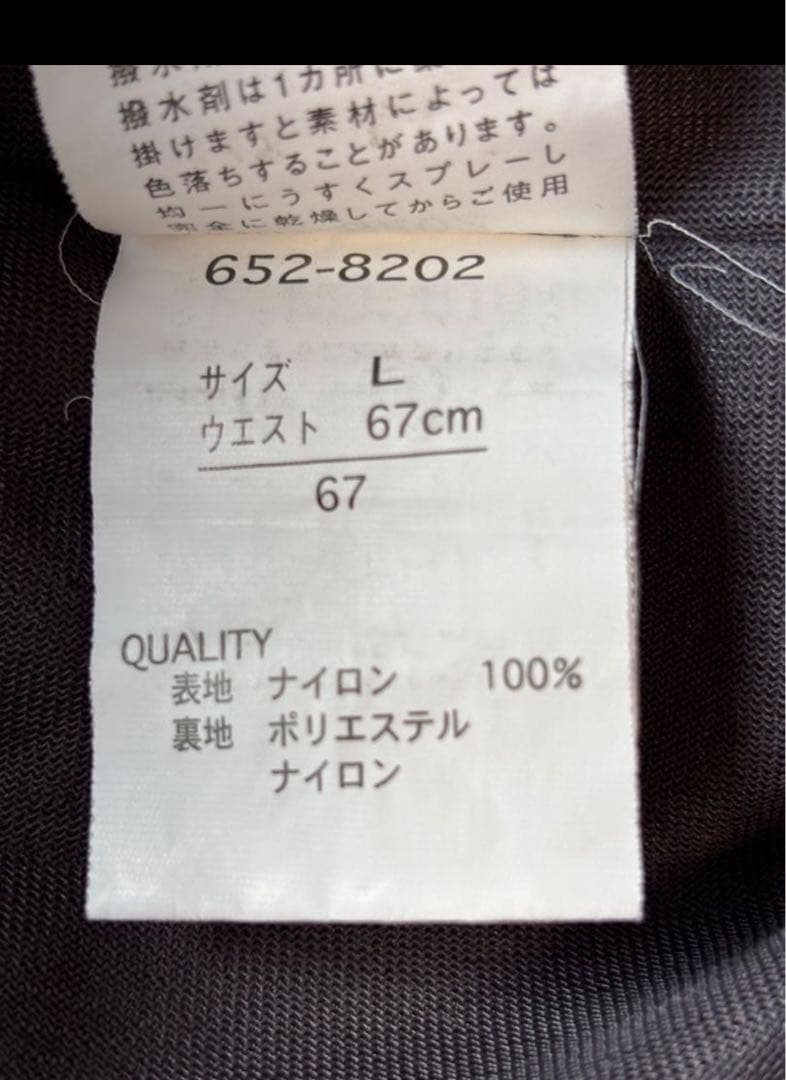 撥水剤は1カ所に
掛けますと素材によっては
色落ちすることがあります。
均一にうすくスプレーし
完全に乾燥してからご使用
652-8202
サイズ L
ウエスト 67cm
67
QUALITY
表地 ナイロン 100%
裏地 ポリエステル
ナイロン